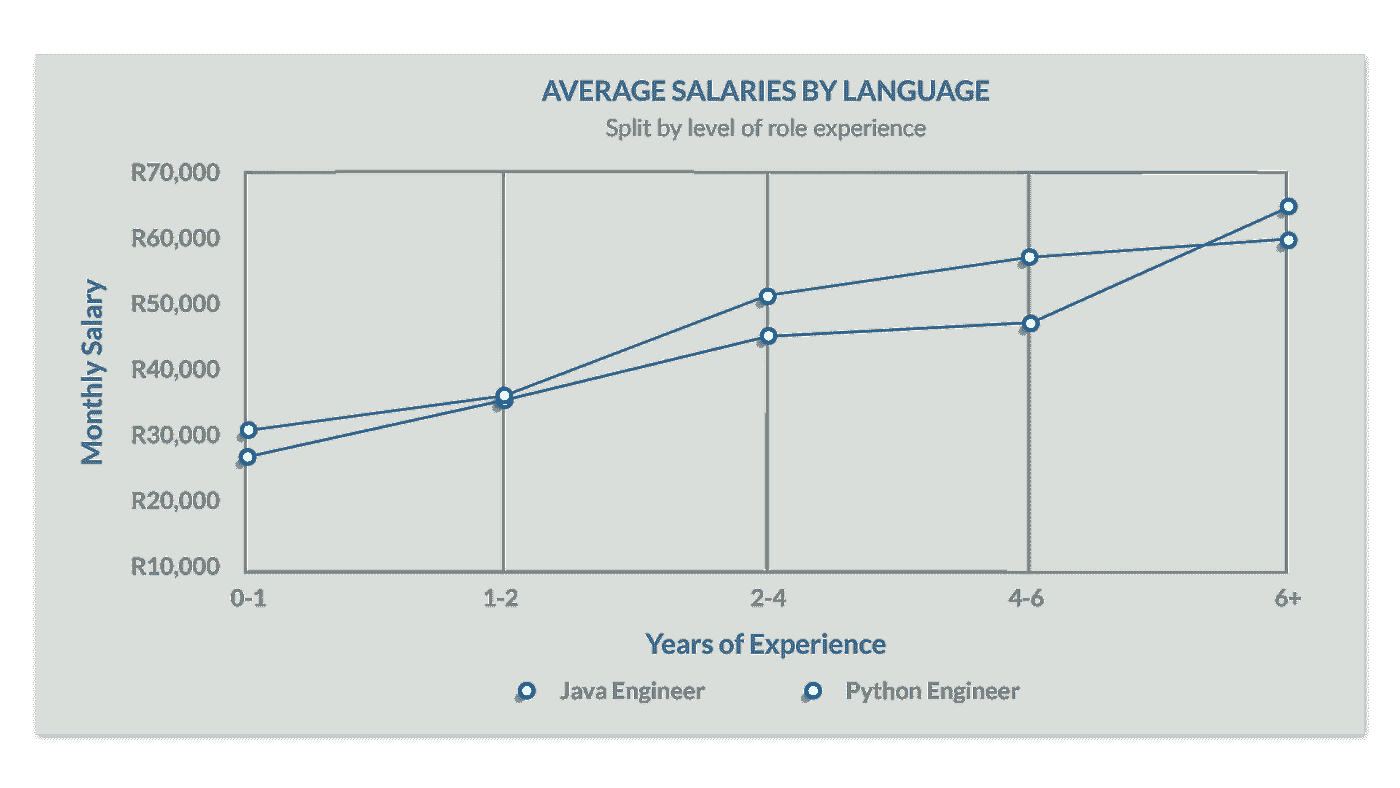 AVERAGE SALARIES BY LANGUAGE
Split by level of role experience
R70,000
R60,000
R50,000
R40,000
R30,000
R20,000
R10,000
Monthly Salary
0-1 1-2 2-4 4-6 6+
Years of Experience
Java Engineer Python Engineer